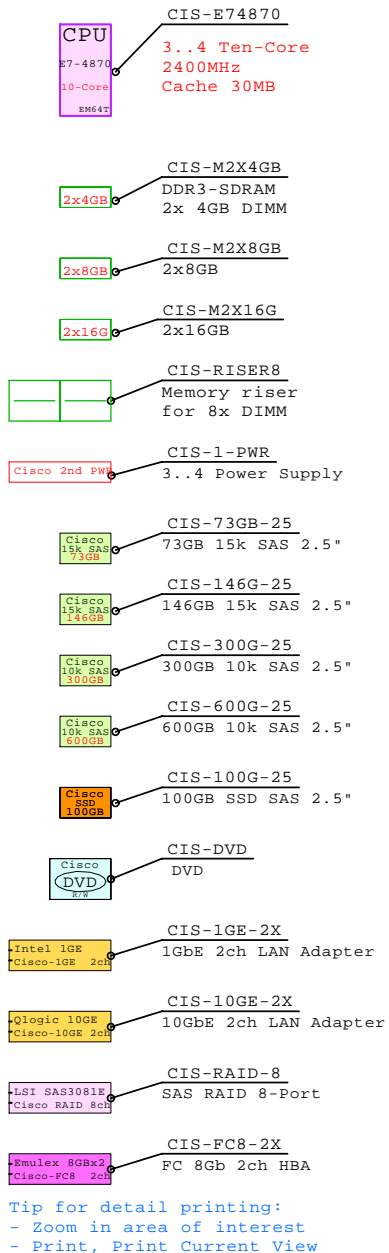 CIS-E74870
CPU
E7-4870
10-Core
EM64T
3..4 Ten-Core
2400MHz
Cache 30MB
CIS-M2X4GB
2x4GB
DDR3-SDRAM
2x 4GB DIMM
CIS-M2X8GB
2x8GB
2x8GB
CIS-M2X16G
2x16G
2x16GB
CIS-RISER8
Memory riser
for 8x DIMM
CIS-1-PWR
Cisco 2nd PWR
3..4 Power Supply
CIS-73GB-25
Cisco
15k SAS
73GB
73GB 15k SAS 2.5"
CIS-146G-25
Cisco
15k SAS
146GB
146GB 15k SAS 2.5"
CIS-300G-25
Cisco
10k SAS
300GB
300GB 10k SAS 2.5"
CIS-600G-25
Cisco
10k SAS
600GB
600GB 10k SAS 2.5"
CIS-100G-25
Cisco
SSD
100GB
100GB SSD SAS 2.5"
CIS-DVD
Cisco
DVD
R/W
DVD
CIS-1GE-2X
Intel 1GE
Cisco-1GE 2ch
1GbE 2ch LAN Adapter
CIS-10GE-2X
Qlogic 10GE
Cisco-10GE 2ch
10GbE 2ch LAN Adapter
CIS-RAID-8
LSI SAS3081E
Cisco RAID 8ch
SAS RAID 8-Port
CIS-FC8-2X
Emulex 8GBx2
Cisco-FC8 2ch
FC 8Gb 2ch HBA
Tip for detail printing:
- Zoom in area of interest
- Print, Print Current View